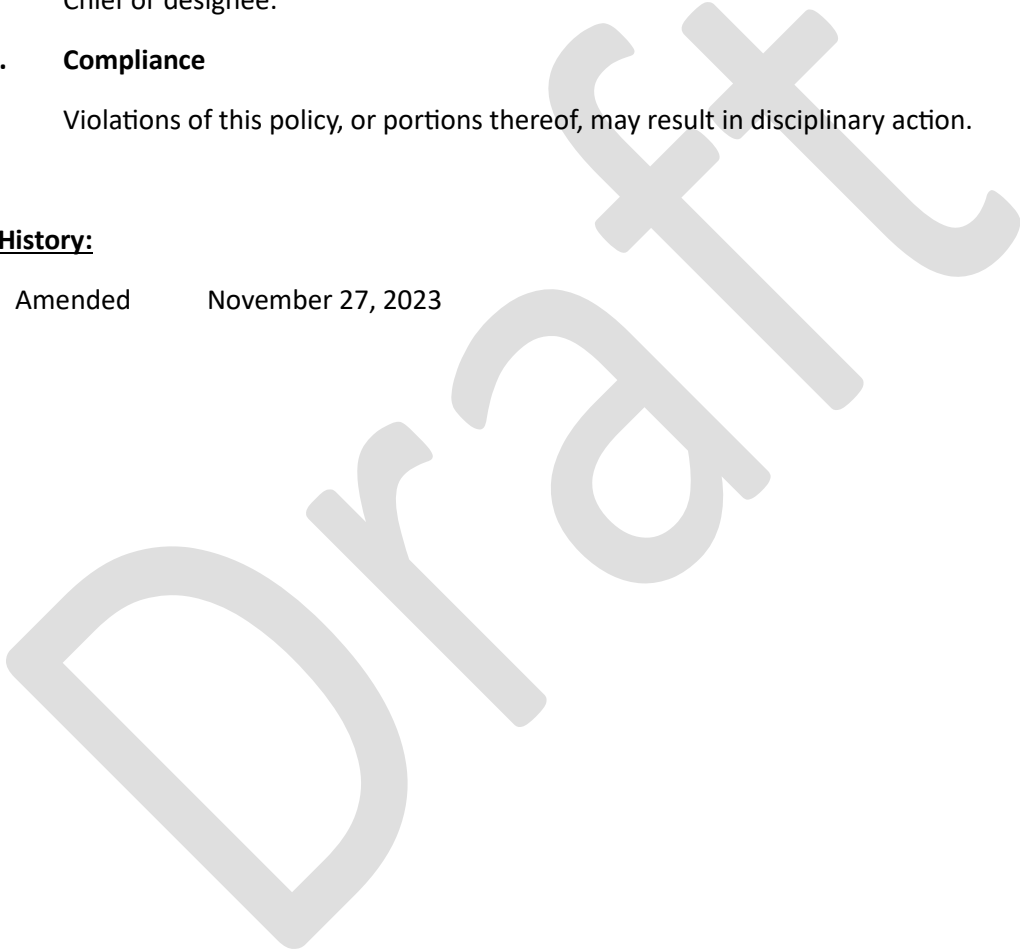 Chief or designee.
. Compliance
Violations of this policy, or portions thereof, may result in disciplinary action.
History:
Amended November 27, 2023
Draft